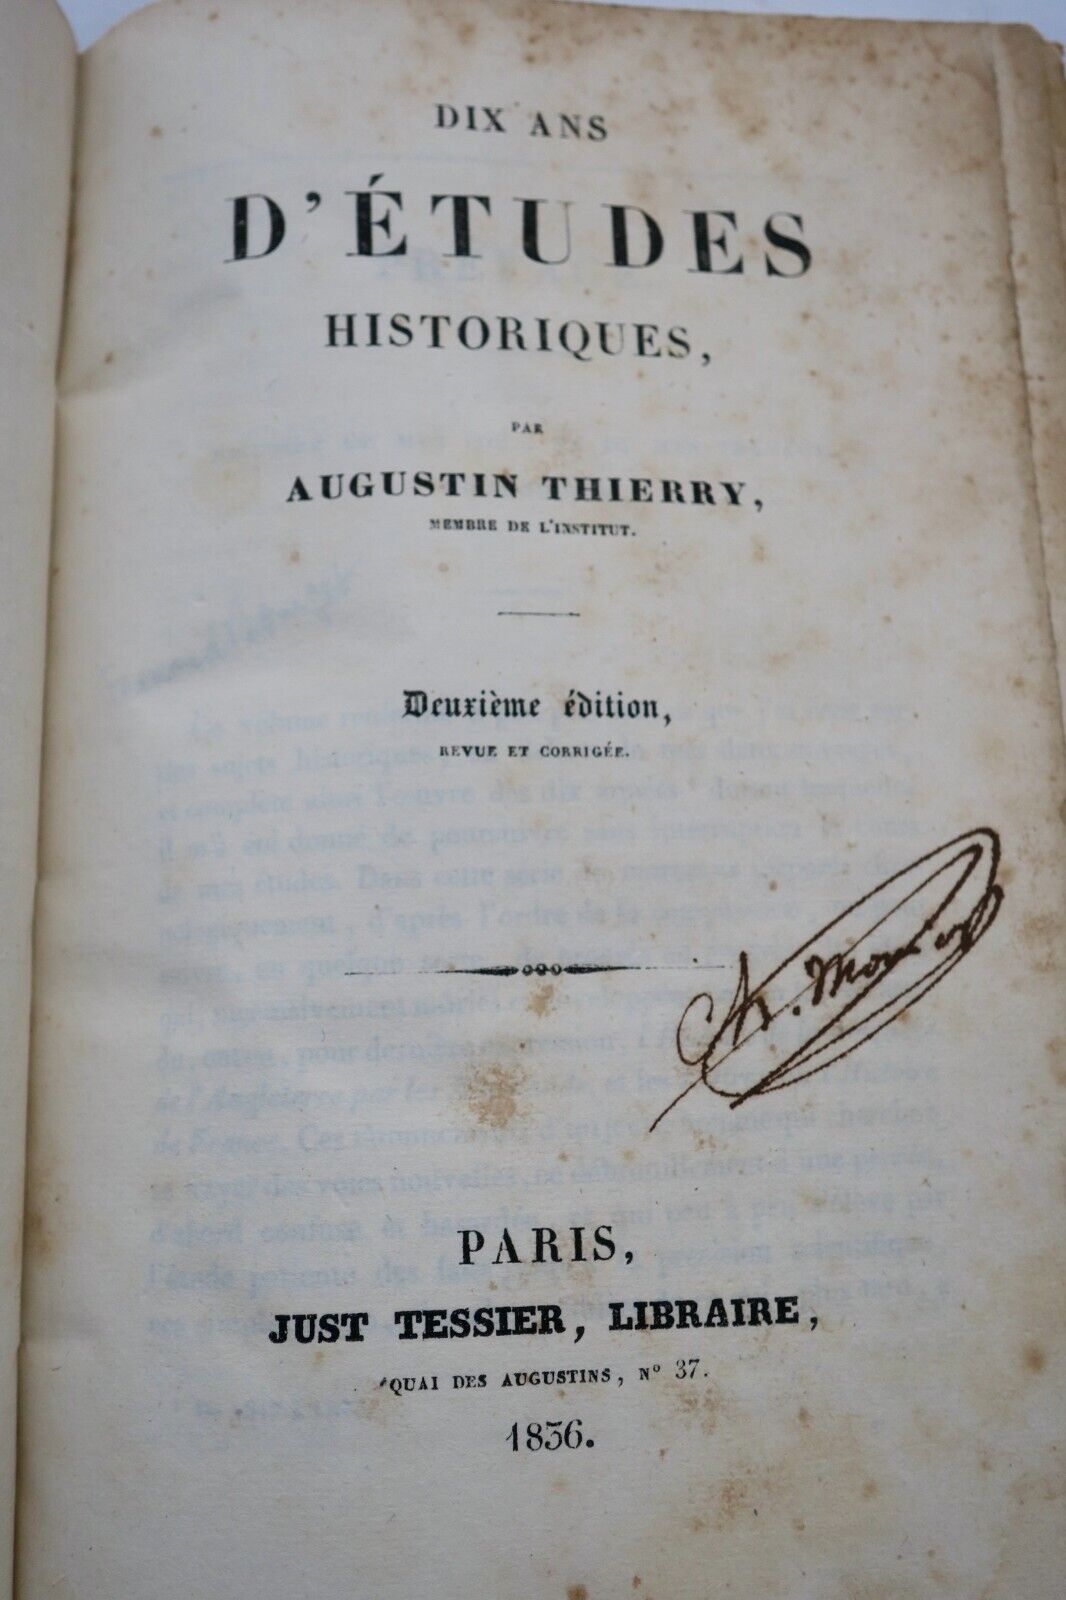 DIX ANS
D'ÉTUDES
HISTORIQUES,
PAR
AUGUSTIN THIERRY,
MEMBRE DE L'INSTITUT.
Deuxième édition,
REVUE ET CORRIGÉE.
PARIS,
JUST TESSIER, LIBRAIRE,
QUAI DES AUGUSTINS, N° 37.
1836.